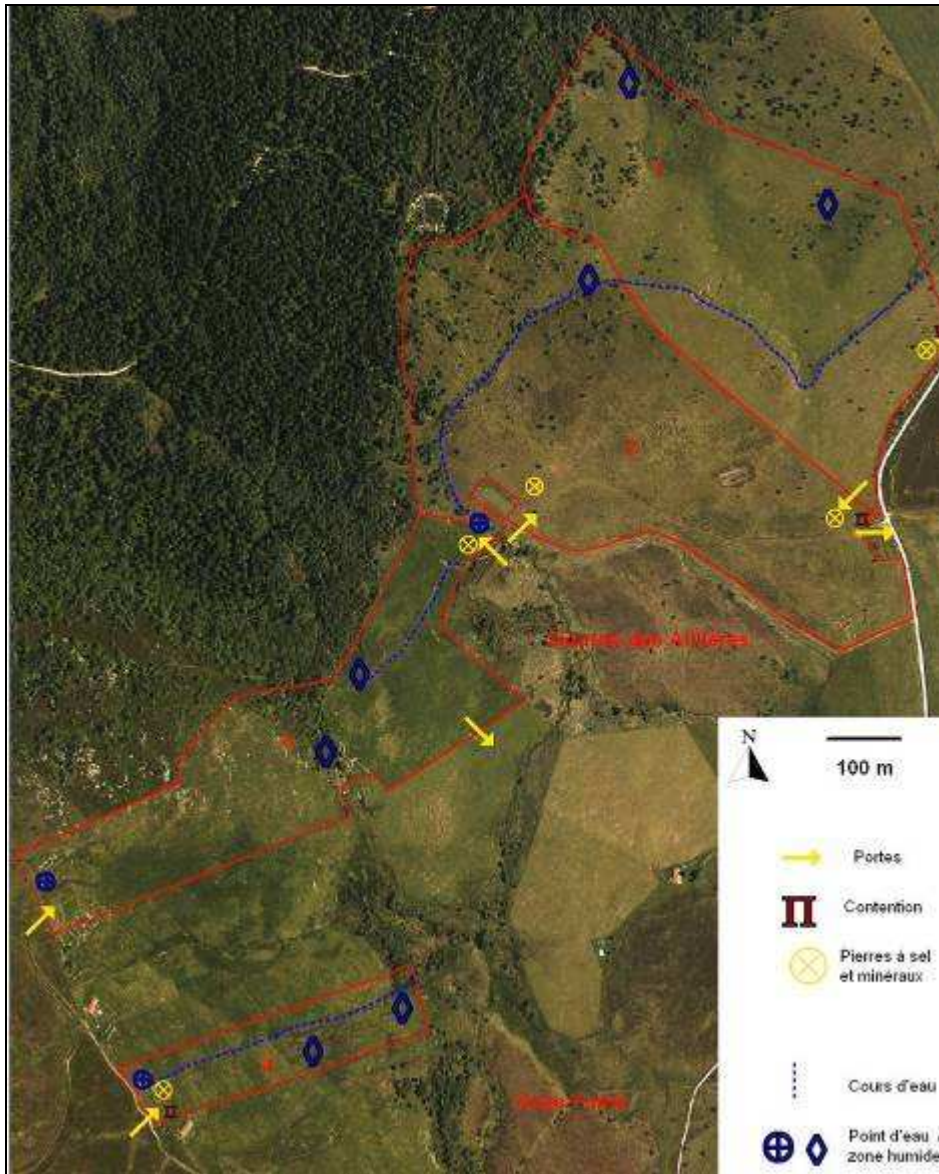 N
100 m
Portes
Contention
Pierres à sel
et minéraux
Cours d'eau
Point d'eau
zone humide